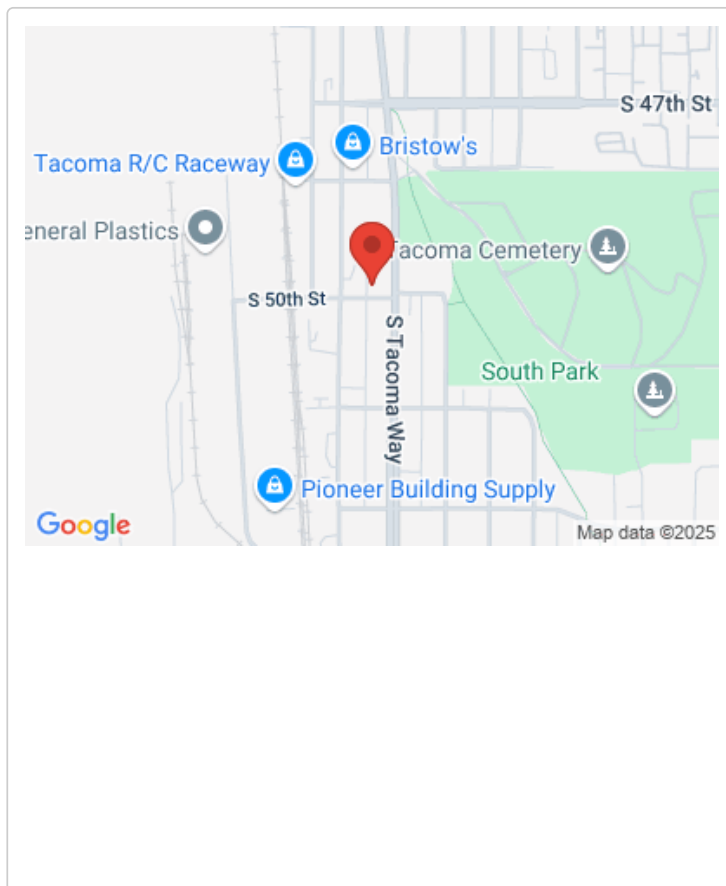 S 47th St
Bristow's
Tacoma R/C Raceway
eneral Plastics
Tacoma Cemetery
S 50th St
S Tacoma Way
South Park
Pioneer Building Supply
Google
Map data ©2025